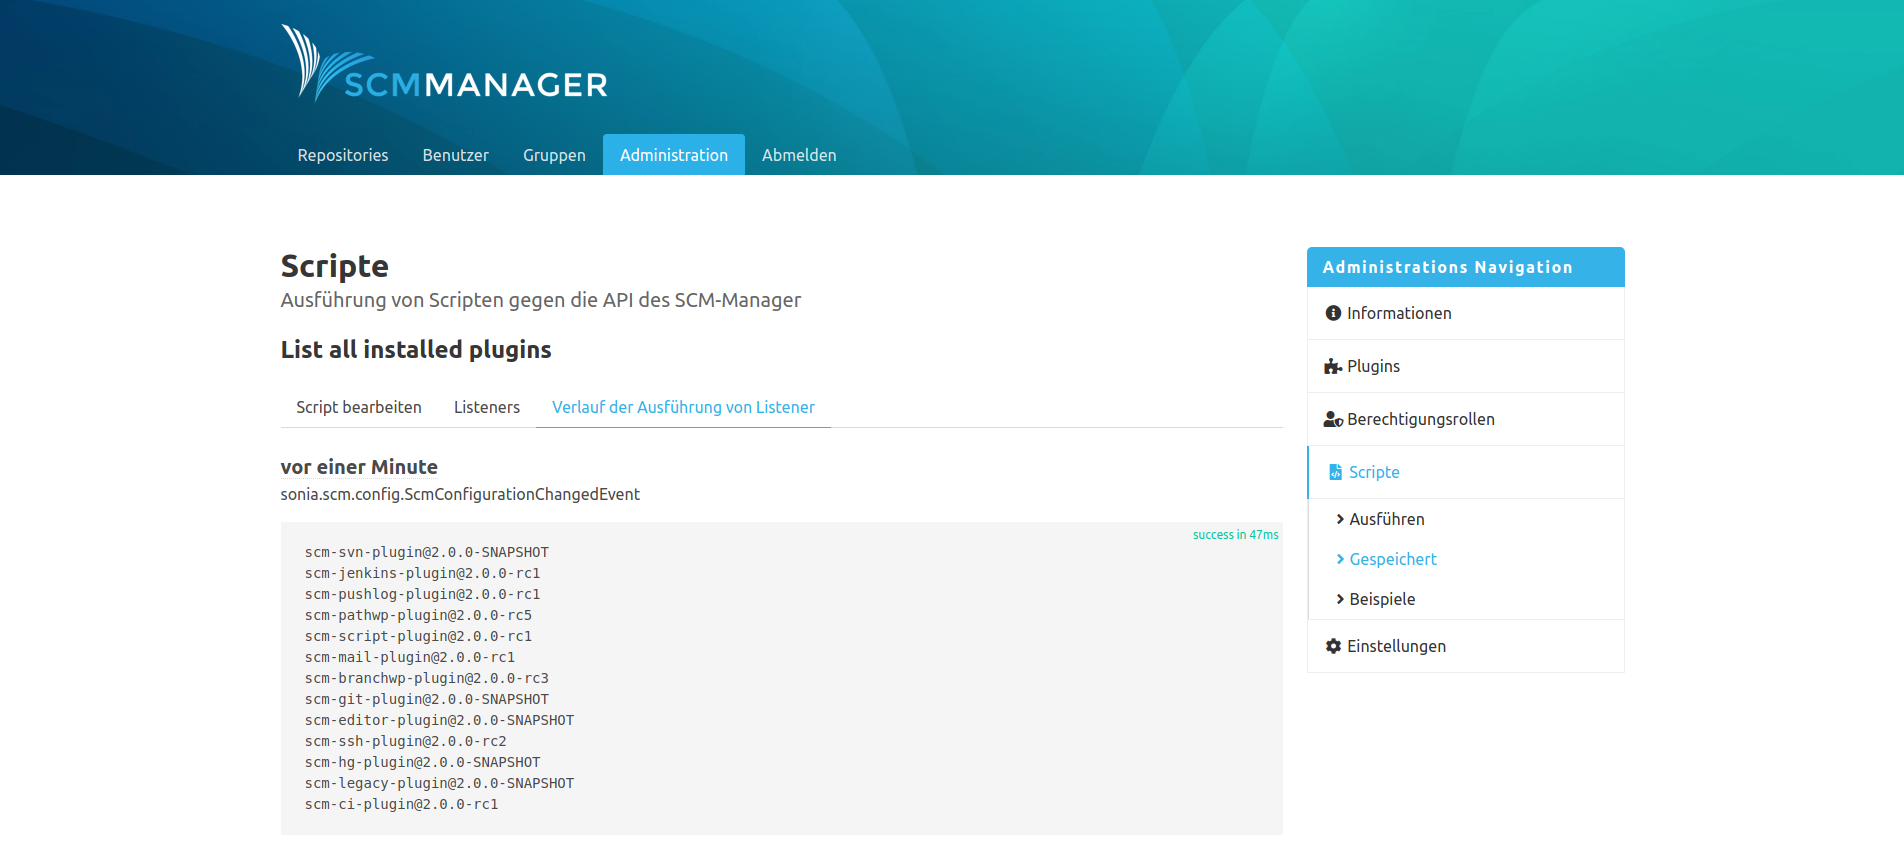 SCMMANAGER
Repositories Benutzer Gruppen Administration Abmelden
Scripte
Ausführung von Scripten gegen die API des SCM-Manager
List all installed plugins
Script bearbeiten Listeners Verlauf der Ausführung von Listener
vor einer Minute
sonia.scm.config.ScmConfigurationChangedEvent
success in 47ms
scm-svn-plugin@2.0.0-SNAPSHOT
scm-jenkins-plugin@2.0.0-rc1
scm-pushlog-plugin@2.0.0-rc1
scm-pathwp-plugin@2.0.0-rc5
scm-script-plugin@2.0.0-rc1
scm-mail-plugin@2.0.0-rc1
scm-branchwp-plugin@2.0.0-rc3
scm-git-plugin@2.0.0-SNAPSHOT
scm-editor-plugin@2.0.0-SNAPSHOT
scm-ssh-plugin@2.0.0-rc2
scm-hg-plugin@2.0.0-SNAPSHOT
scm-legacy-plugin@2.0.0-SNAPSHOT
scm-ci-plugin@2.0.0-rc1
Administrations Navigation
Informationen
Plugins
Berechtigungsrollen
Scripte
Ausführen
Gespeichert
Beispiele
Einstellungen